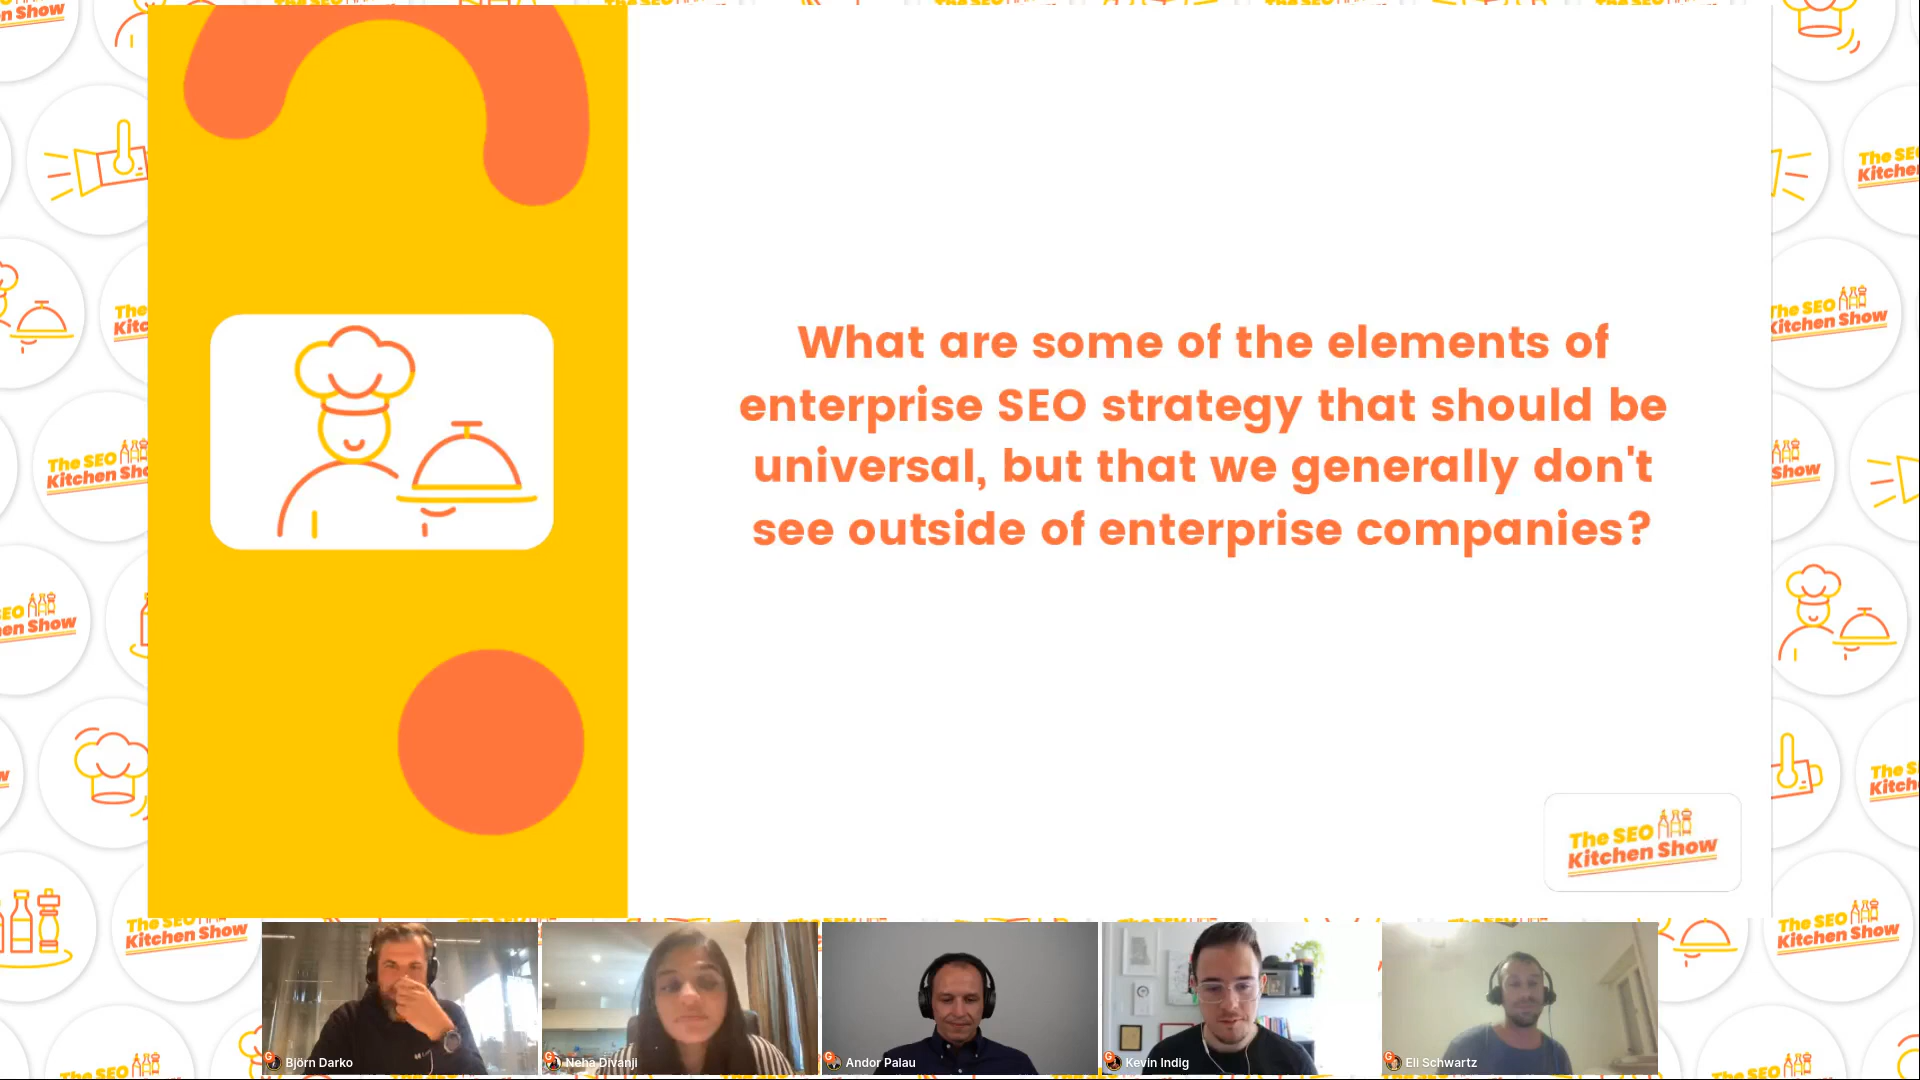 What are some of the elements of
enterprise SEO strategy that should be
universal, but that we generally don't
see outside of enterprise companies?
The SEO
Kitchen Show
Björn Darko
Neha Divanji
Andor Palau
Kevin Indig
Eli Schwartz